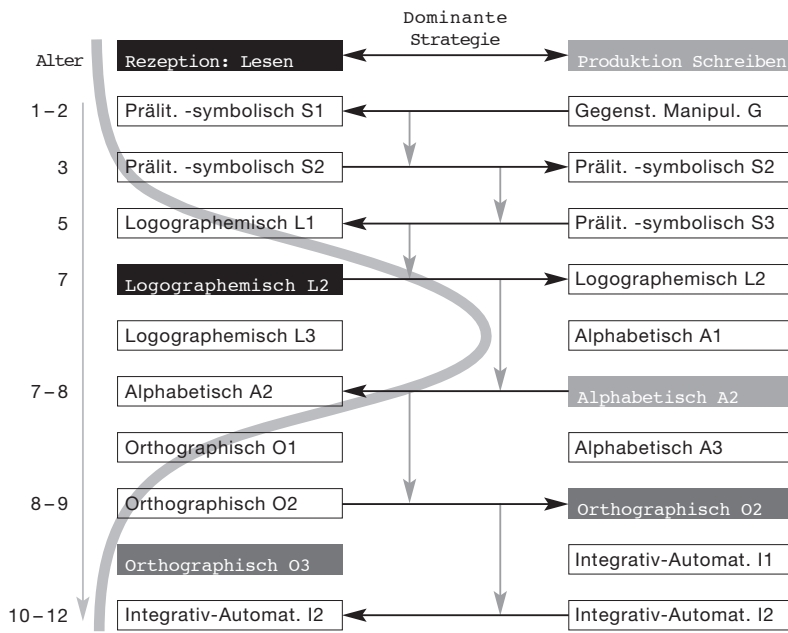 Dominante
Strategie
Alter Rezeption: Lesen Produktion Schreiben
1–2 Prälit. -symbolisch S1 Gegenst. Manipul. G
3 Prälit. -symbolisch S2 Prälit. -symbolisch S2
5 Logographemisch L1 Prälit. -symbolisch S3
7 Logographemisch L2 Logographemisch L2
Logographemisch L3 Alphabetisch A1
7–8 Alphabetisch A2 Alphabetisch A2
Orthographisch O1 Alphabetisch A3
8–9 Orthographisch O2 Orthographisch O2
Orthographisch O3 Integrativ-Automat. I1
10–12 Integrativ-Automat. I2 Integrativ-Automat. I2